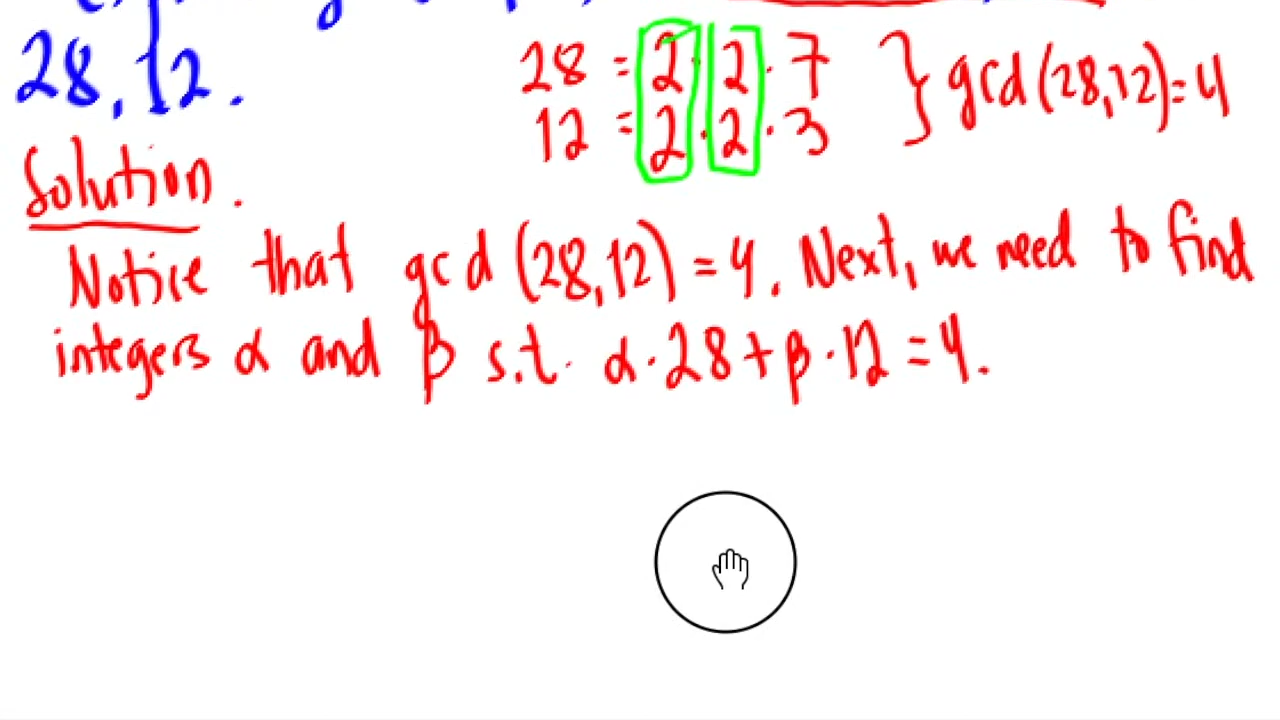 28, 12.
28 = 2 · 2 · 7
12 = 2 · 2 · 3
} gcd (28,12) = 4
Solution.
Notice that gcd (28,12) = 4. Next, we need to find
integers α and β s.t. α · 28 + β · 12 = 4.